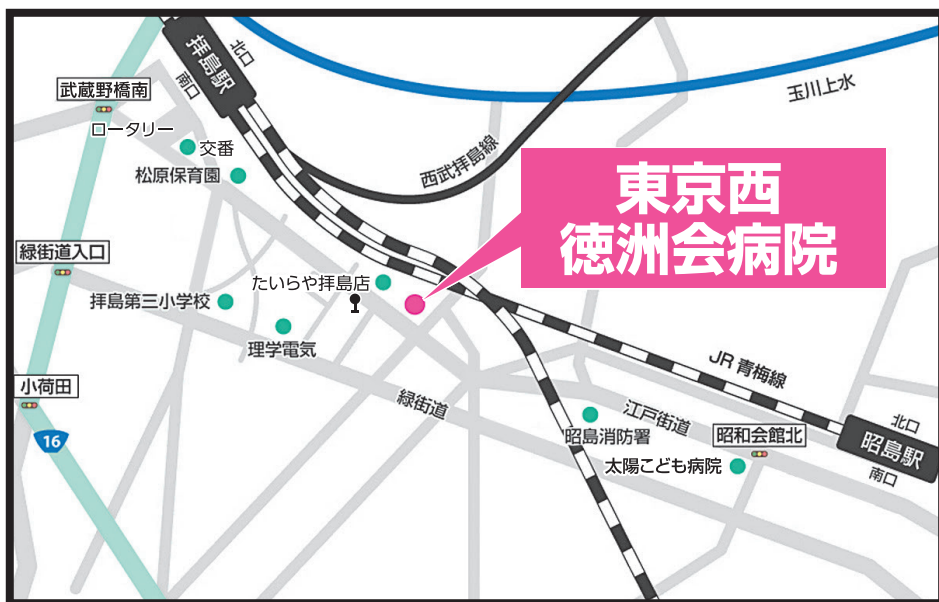 拝島駅
北口
南口
武蔵野橋南
ロータリー
交番
松原保育園
玉川上水
西武拝島線
東京西
徳洲会病院
緑街道入口
たいらや拝島店
拝島第三小学校
理学電気
JR 青梅線
小荷田
緑街道
江戸街道
16
昭島消防署
昭和会館北
太陽こども病院
北口
昭島駅
南口